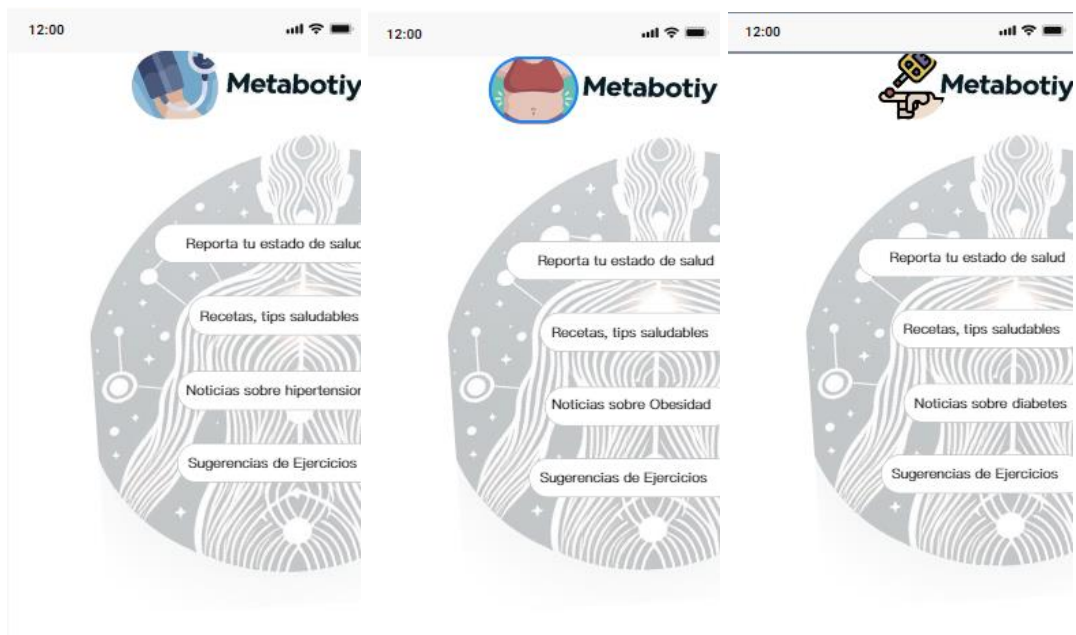 12:00
Metabotiy
Reporta tu estado de saluc
Recetas, tips saludables
Noticias sobre hipertension
Sugerencias de Ejercicios
12:00
Metabotiy
Reporta tu estado de salud
Recetas, tips saludables
Noticias sobre Obesidad
Sugerencias de Ejercicios
12:00
Metabotiy
Reporta tu estado de salud
Recetas, tips saludables
Noticias sobre diabetes
Sugerencias de Ejercicios